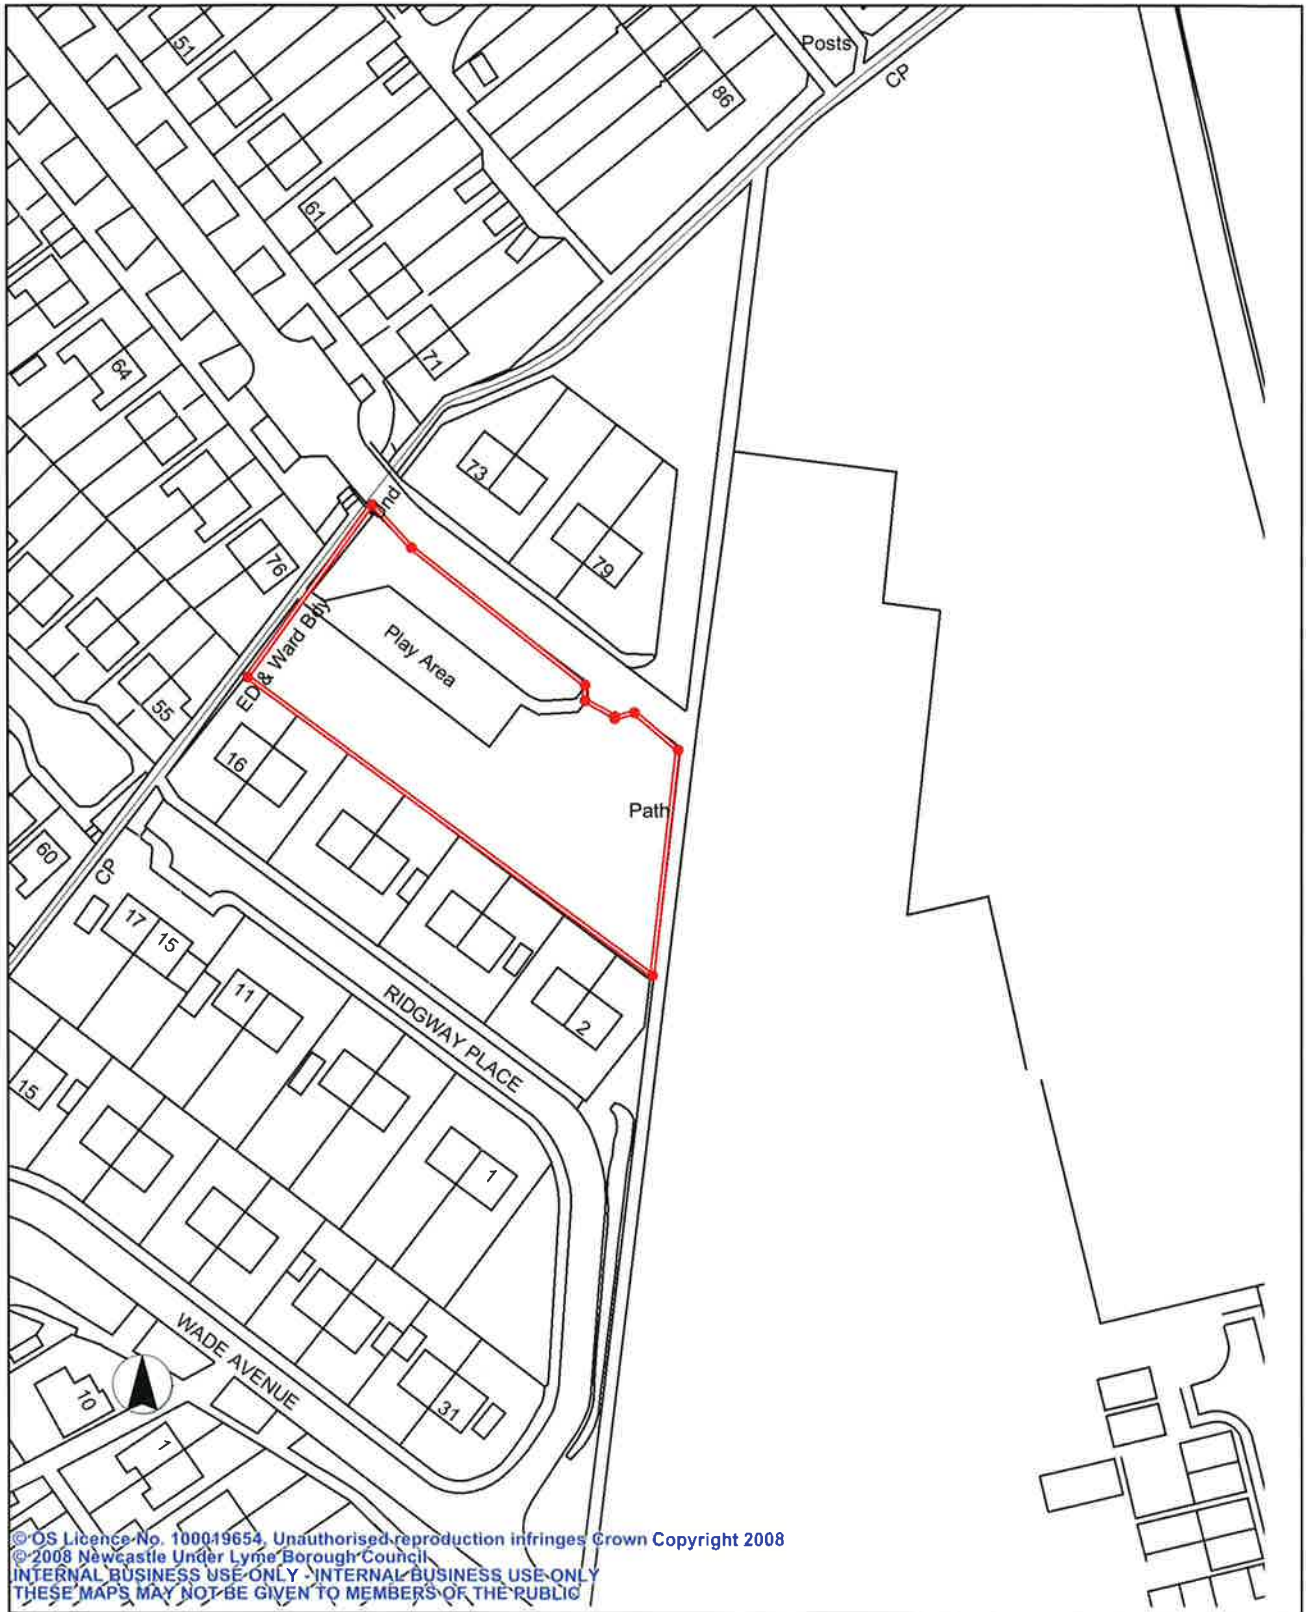 51
Posts
CP
86
61
71
64
73
Und
79
76
ED & Ward Bdy
Play Area
55
16
Path
60
CP
17
15
11
RIDGWAY PLACE
2
15
1
WADE AVENUE
10
31
1
© OS Licence No. 100019654, Unauthorised reproduction infringes Crown Copyright 2008
© 2008 Newcastle Under Lyme Borough Council
INTERNAL BUSINESS USE ONLY - INTERNAL BUSINESS USE ONLY
THESE MAPS MAY NOT BE GIVEN TO MEMBERS OF THE PUBLIC